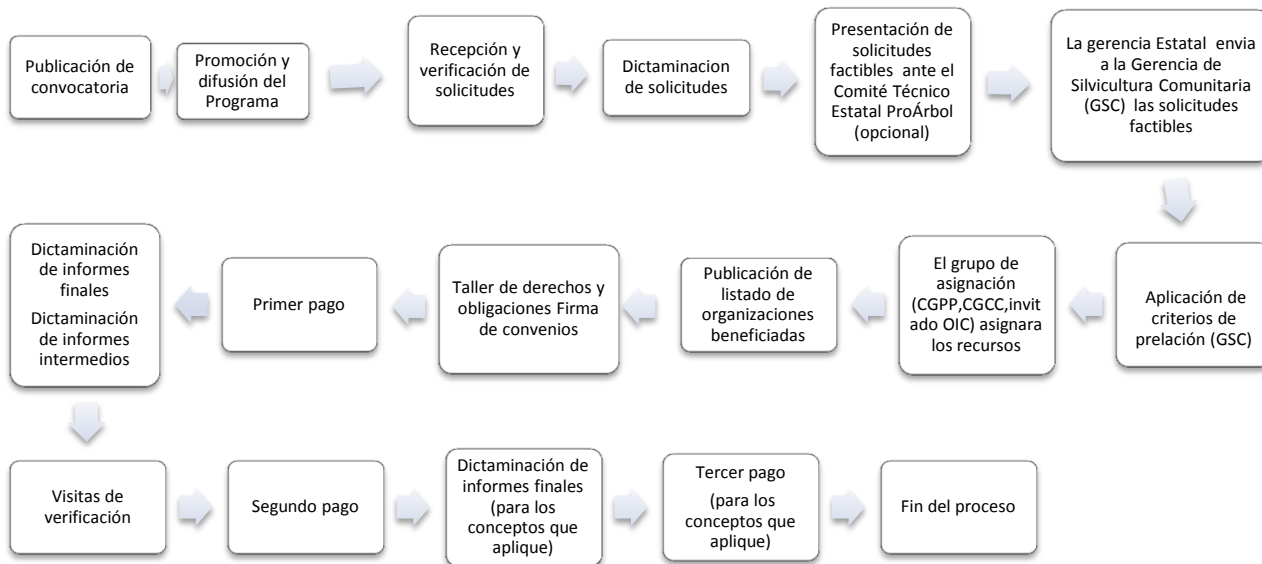 Publicación de
convocatoria
Promoción y
difusión del
Programa
Recepción y
verificación de
solicitudes
Dictaminacion
de solicitudes
Presentación de
solicitudes
factibles ante el
Comité Técnico
Estatal ProÁrbol
(opcional)
La gerencia Estatal envia
a la Gerencia de
Silvicultura Comunitaria
(GSC) las solicitudes
factibles
Aplicación de
criterios de
prelación (GSC)
El grupo de
asignación
(CGPP,CGCC,invit
ado OIC) asignara
los recursos
Publicación de
listado de
organizaciones
beneficiadas
Taller de derechos y
obligaciones Firma
de convenios
Primer pago
Dictaminación
de informes
finales
Dictaminación
de informes
intermedios
Visitas de
verificación
Segundo pago
Dictaminación de
informes finales
(para los
conceptos que
aplique)
Tercer pago
(para los
conceptos que
aplique)
Fin del proceso